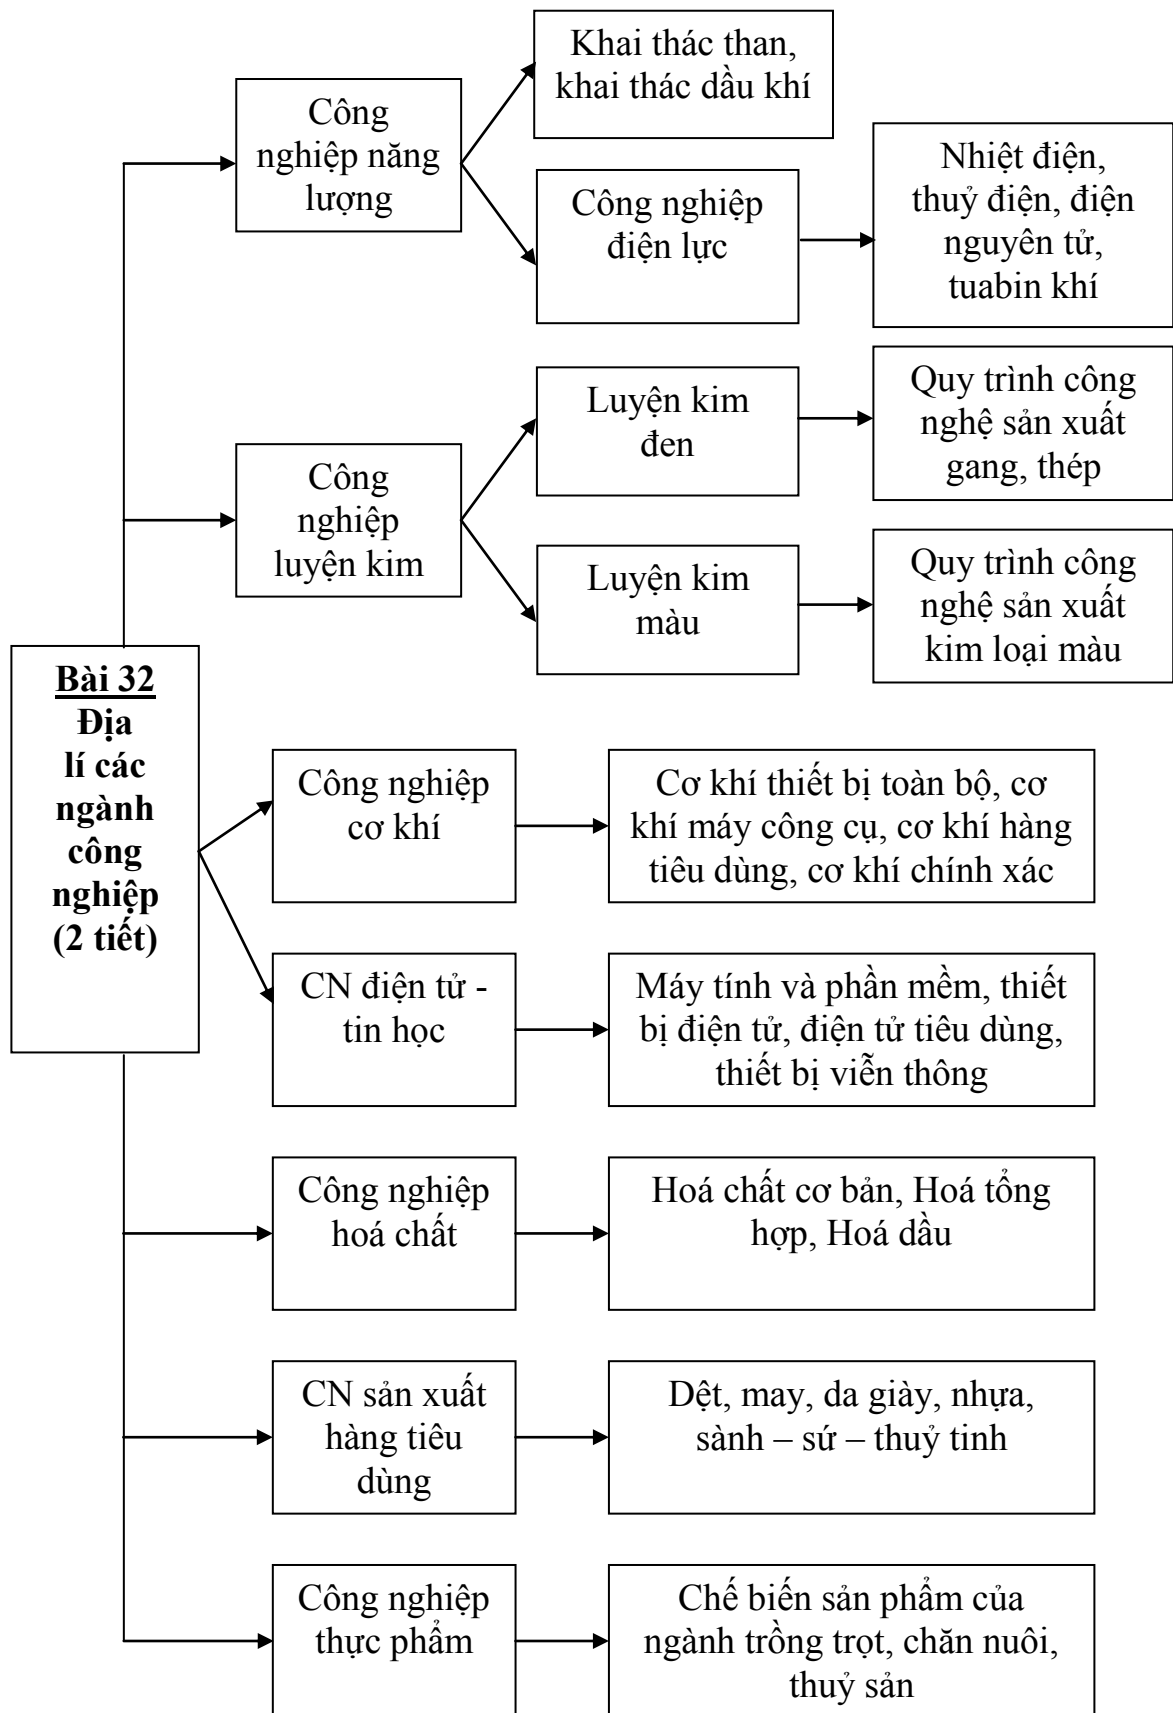 Khai thác than,
khai thác dầu khí
Công
nghiệp năng
lượng
Công nghiệp
điện lực
Nhiệt điện,
thuỷ điện, điện
nguyên tử,
tuabin khí
Luyện kim
đen
Quy trình công
nghệ sản xuất
gang, thép
Công
nghiệp
luyện kim
Luyện kim
màu
Quy trình công
nghệ sản xuất
kim loại màu
Bài 32
Địa
lí các
ngành
công
nghiệp
(2 tiết)
Công nghiệp
cơ khí
Cơ khí thiết bị toàn bộ, cơ
khí máy công cụ, cơ khí hàng
tiêu dùng, cơ khí chính xác
CN điện tử -
tin học
Máy tính và phần mềm, thiết
bị điện tử, điện tử tiêu dùng,
thiết bị viễn thông
Công nghiệp
hoá chất
Hoá chất cơ bản, Hoá tổng
hợp, Hoá dầu
CN sản xuất
hàng tiêu
dùng
Dệt, may, da giày, nhựa,
sành – sứ – thuỷ tinh
Công nghiệp
thực phẩm
Chế biến sản phẩm của
ngành trồng trọt, chăn nuôi,
thuỷ sản